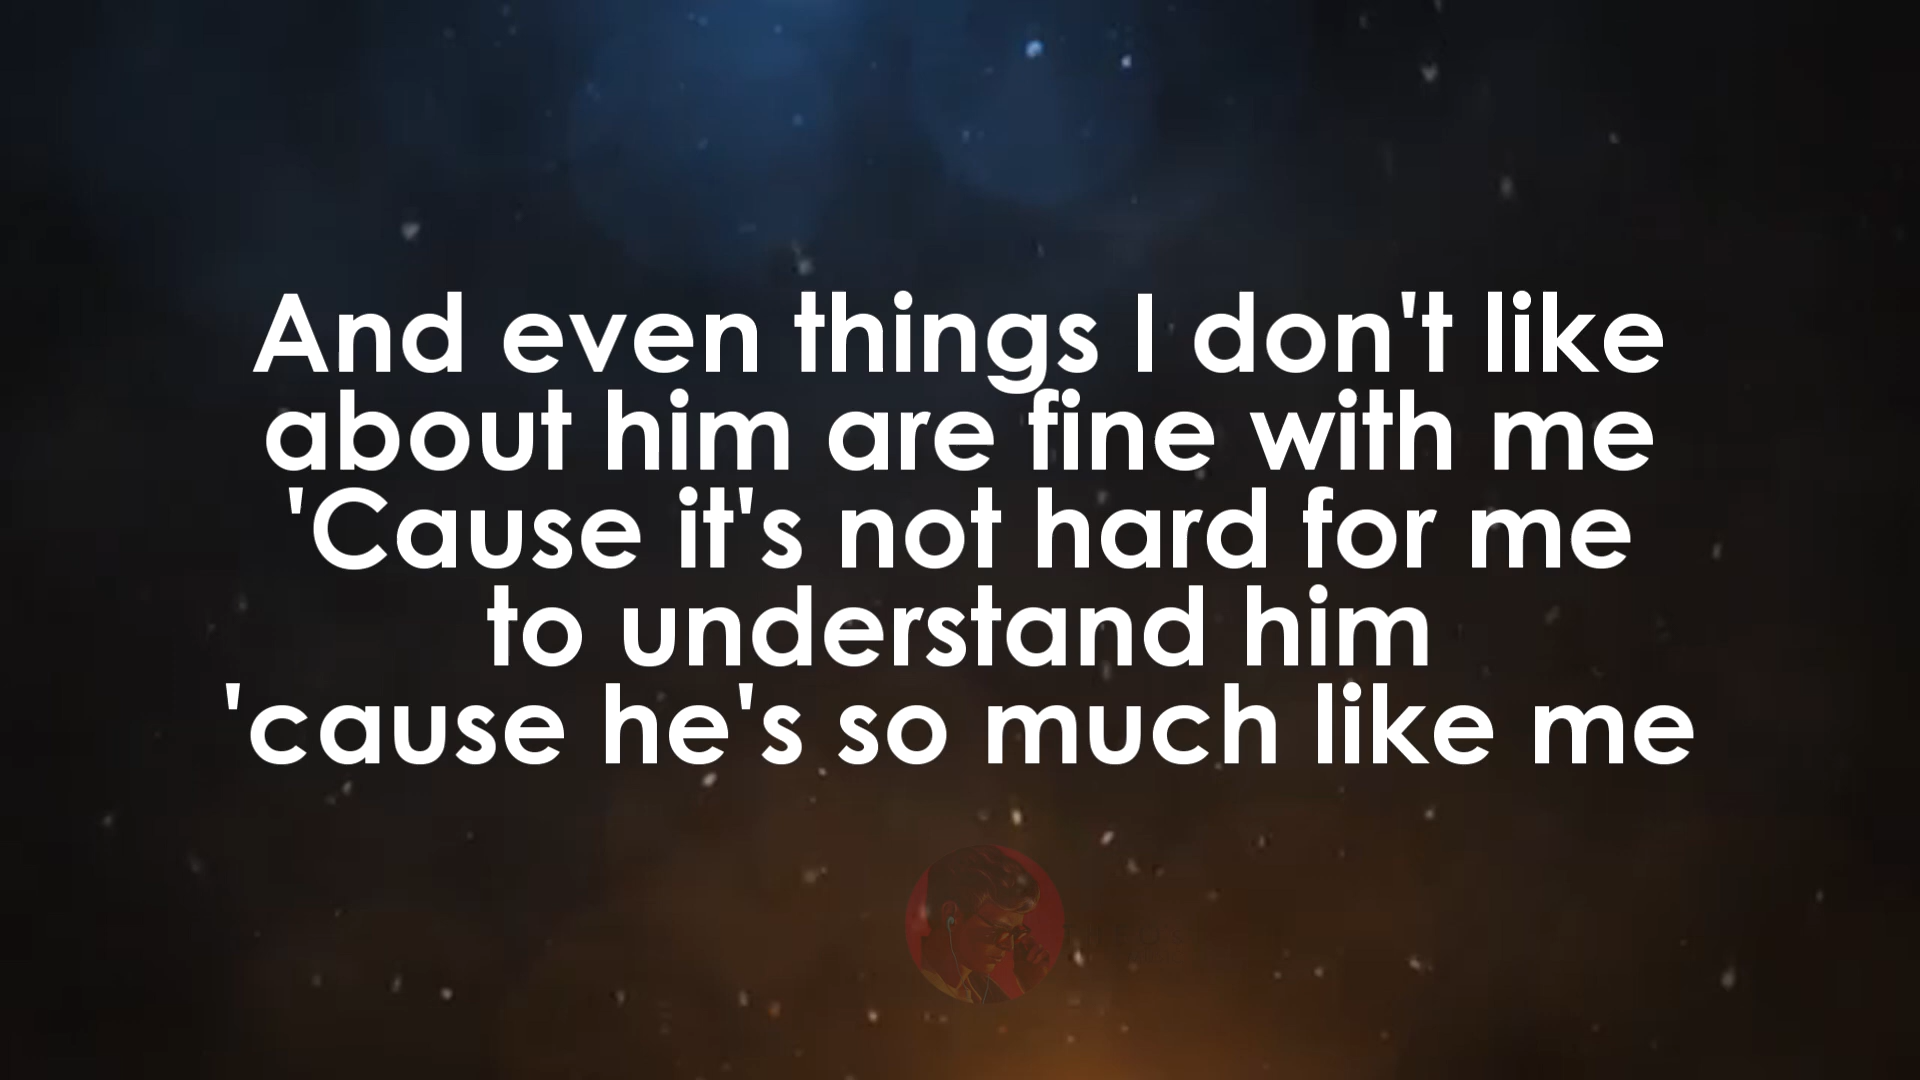 And even things I don't like
about him are fine with me
'Cause it's not hard for me
to understand him
'cause he's so much like me